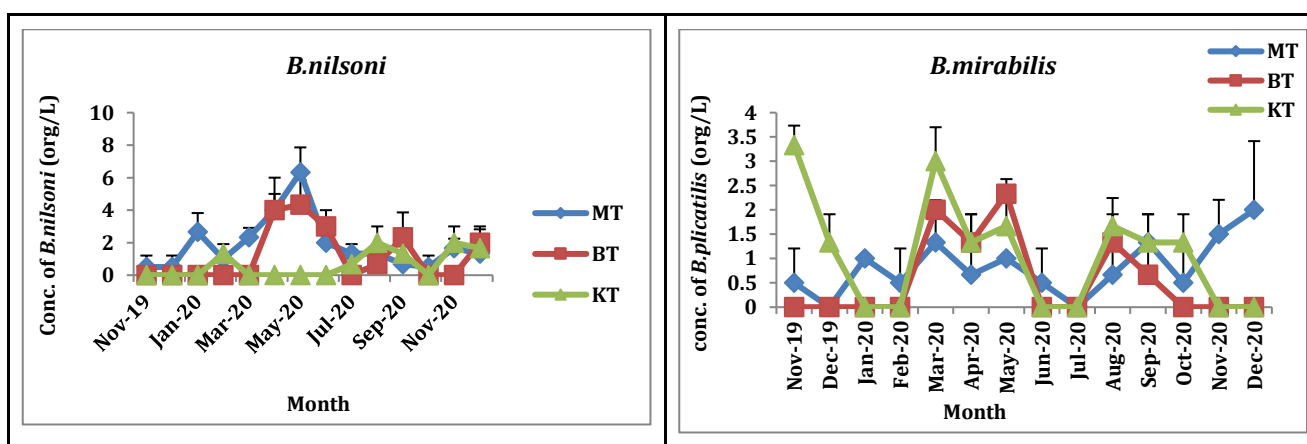 B.nilsoni
Conc. of B.nilsoni (org/L)
10
8
6
4
2
0
Nov-19
Jan-20
Mar-20
May-20
Jul-20
Sep-20
Nov-20
Month
MT
BT
KT
B.mirabilis
conc. of B.plicatilis (org/L)
4
3.5
3
2.5
2
1.5
1
0.5
0
Nov-19
Dec-19
Jan-20
Feb-20
Mar-20
Apr-20
May-20
Jun-20
Jul-20
Aug-20
Sep-20
Oct-20
Nov-20
Dec-20
Month
MT
BT
KT